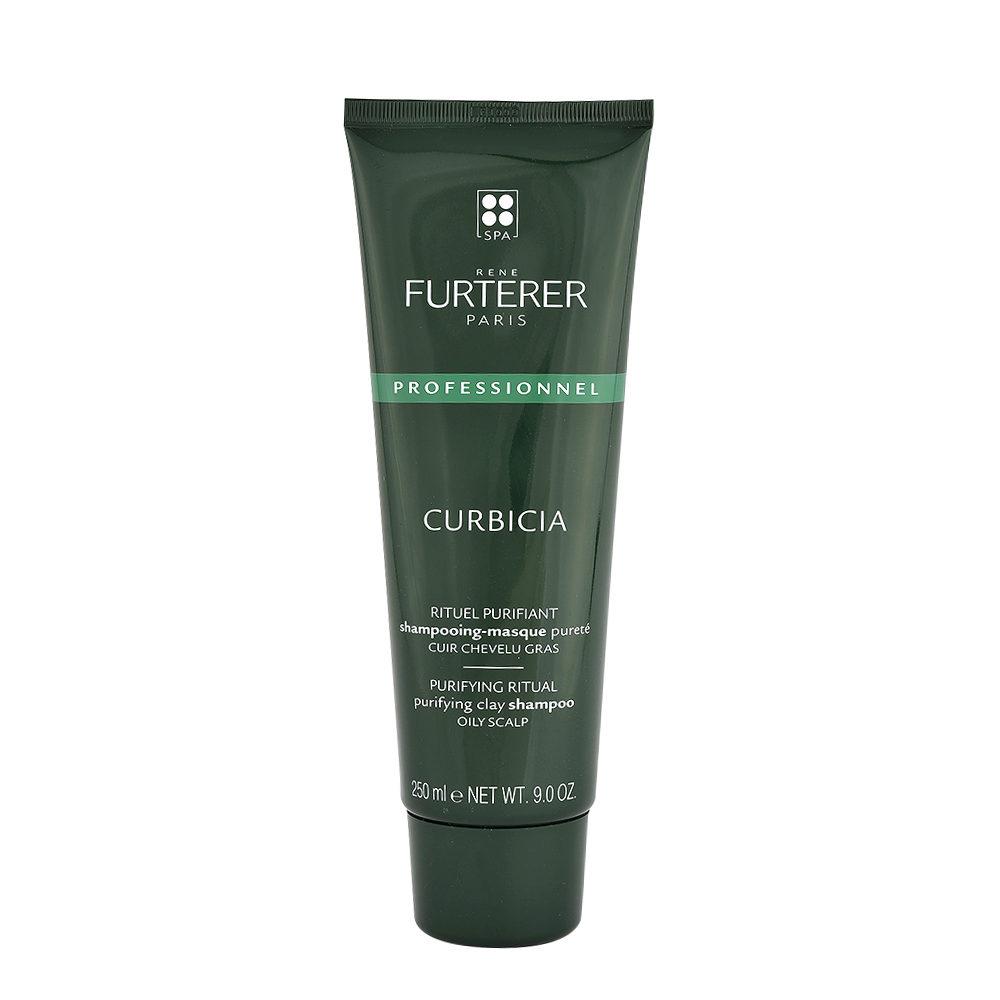 SPA
RENE
FURTERER
PARIS
PROFESSIONNEL
CURBICIA
RITUEL PURIFIANT
shampooing-masque pureté
CUIR CHEVELU GRAS
PURIFYING RITUAL
purifying clay shampoo
OILY SCALP
250 ml e NET WT. 9.0 OZ.